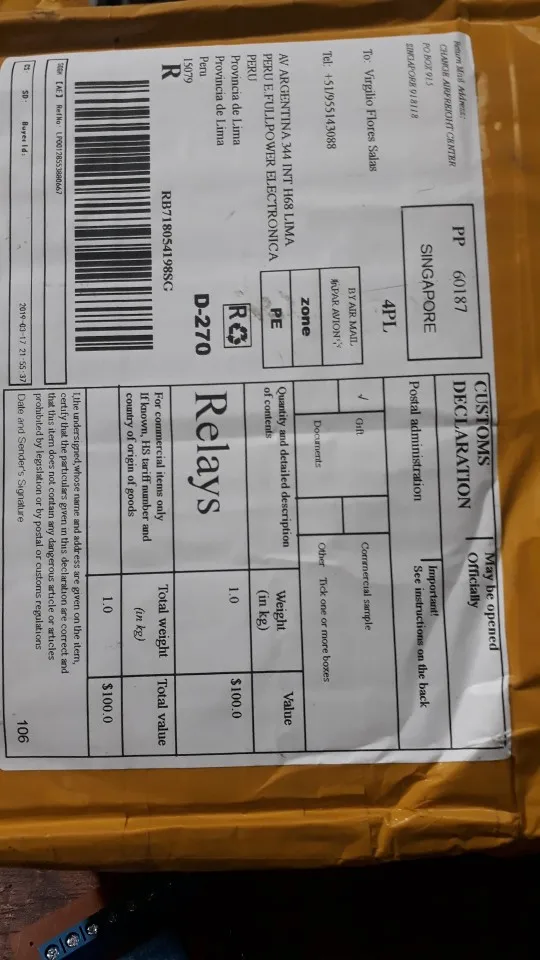 Return Mail Address:
CHANGI AIRFREIGHT CENTER
PO BOX 915
SINGAPORE 918118
PP 60187
SINGAPORE
To: Virgilio Flores Salas
4PL
Tel: +51/955143088
BY AIR MAIL
PAR AVION
zone
PE
AV ARGENTINA 344 INT H68 LIMA
PERU E.FULLPOWER ELECTRONICA
PERU
Provincia de Lima
Provincia de Lima
Peru
15079
R
R
D-270
RB718054198SG
[AE] RefNo: LP00128553880667
SD: Buyerid:
2019-03-17 21:55:37
CUSTOMS
DECLARATION
May be opened
Officially
Postal administration
Important!
See instructions on the back
√ Gift
Commercial sample
Documents
Other Tick one or more boxes
Quantity and detailed description
of contents
Weight
(in kg)
Value
Relays
1.0
$100.0
For commercial items only
If known, HS tariff number and
country of origin of goods
Total weight
(in kg)
Total value
1.0
$100.0
I,the undersigned,whose name and address are given on the item,
certify that the particulars given in this declaration are correct and
that this item does not contain any dangerous article or articles
prohibited by legislation or by postal or customs regulations
Date and Sender's Signature
106